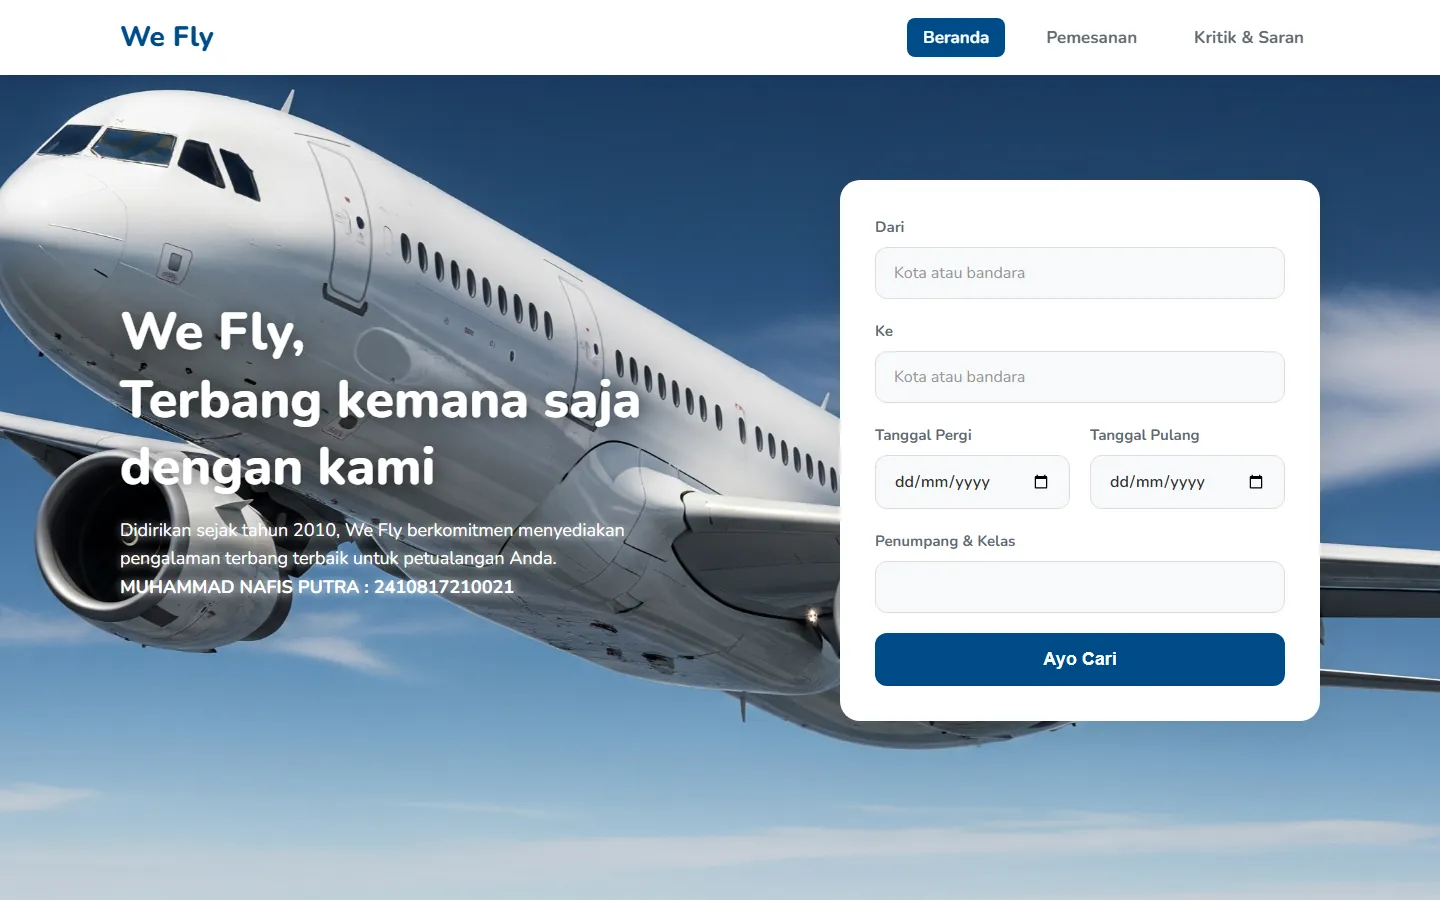 We Fly
Beranda
Pemesanan
Kritik & Saran
We Fly,
Terbang kemana saja
dengan kami
Didirikan sejak tahun 2010, We Fly berkomitmen menyediakan
pengalaman terbang terbaik untuk petualangan Anda.
MUHAMMAD NAFIS PUTRA : 2410817210021
Dari
Kota atau bandara
Ke
Kota atau bandara
Tanggal Pergi
Tanggal Pulang
dd/mm/yyyy
dd/mm/yyyy
Penumpang & Kelas
Ayo Cari